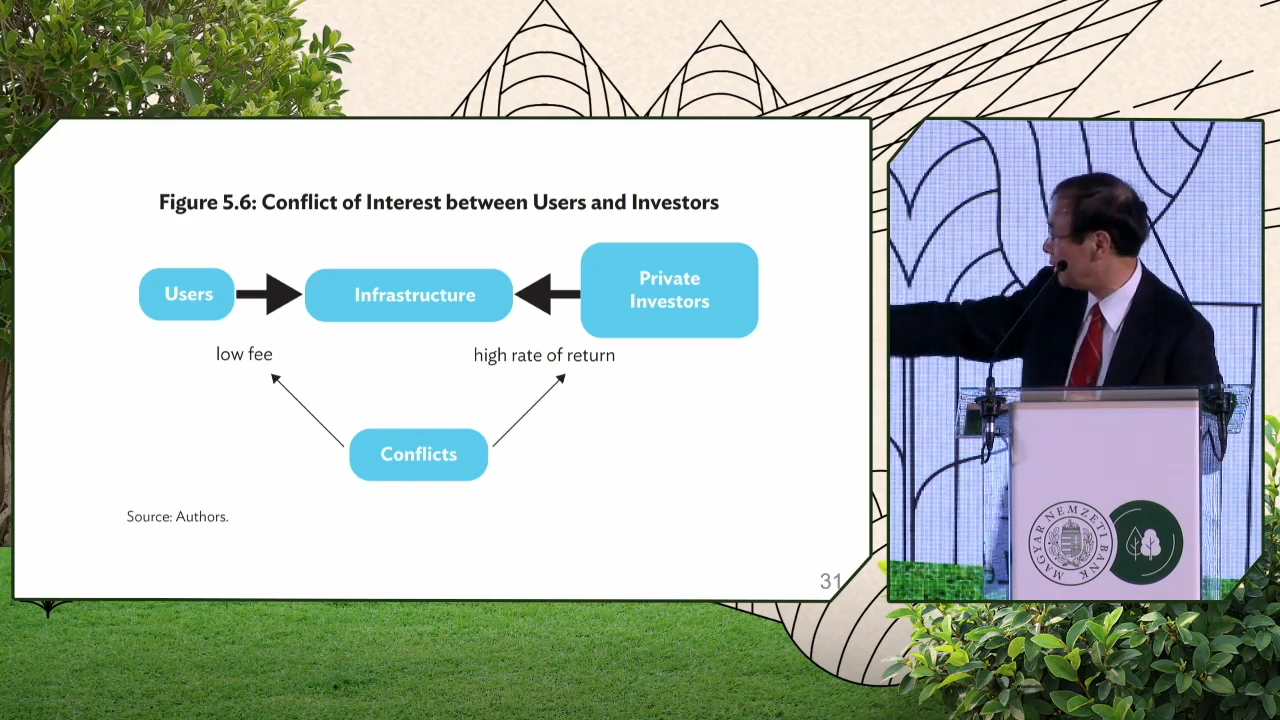 Figure 5.6: Conflict of Interest between Users and Investors
Users
Infrastructure
Private
Investors
low fee
high rate of return
Conflicts
Source: Authors.
31
MAGYAR NEMZETI BANK